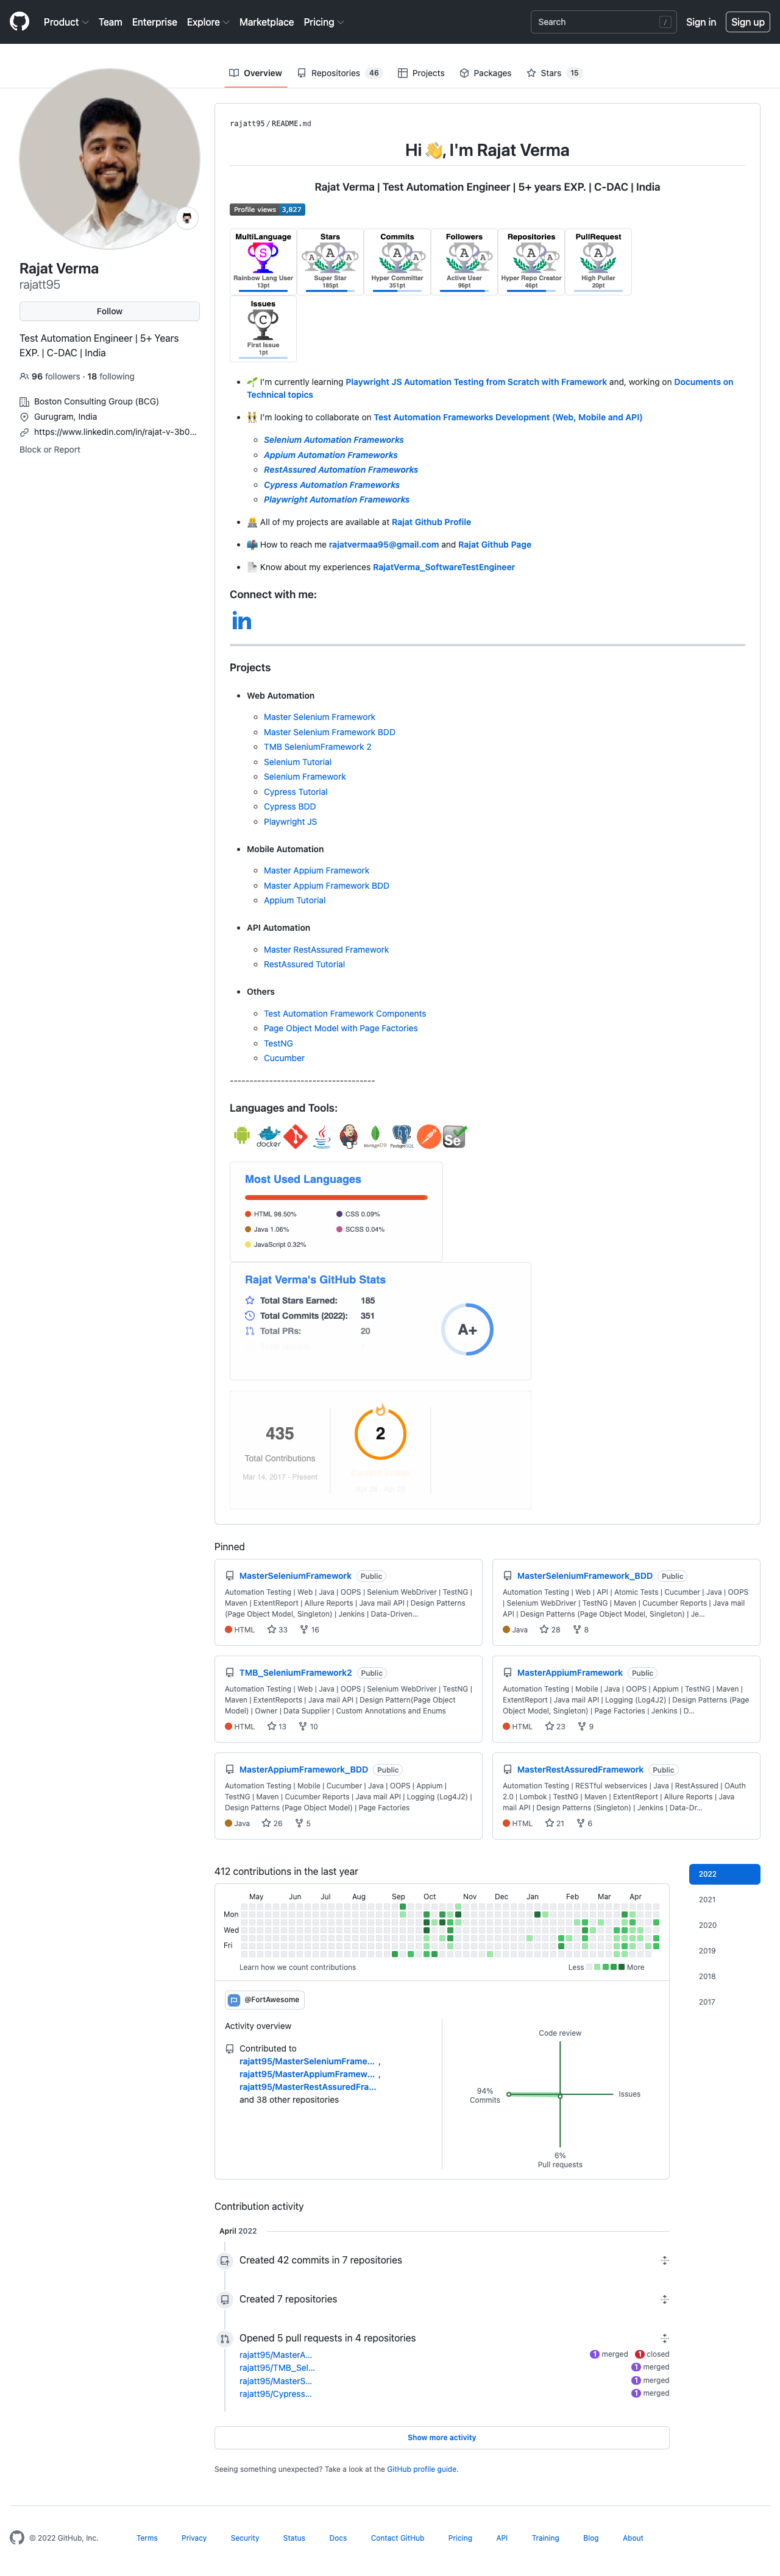 Product Team Enterprise Explore Marketplace Pricing Search / Sign in Sign up
Overview Repositories 46 Projects Packages Stars 15
Rajat Verma
rajatt95
Follow
Test Automation Engineer | 5+ Years
EXP. | C-DAC | India
96 followers · 18 following
Boston Consulting Group (BCG)
Gurugram, India
https://www.linkedin.com/in/rajat-v-3b0...
Block or Report
rajatt95 / README.md
Hi 👋, I'm Rajat Verma
Rajat Verma | Test Automation Engineer | 5+ years EXP. | C-DAC | India
Profile views 3,827
MultiLanguage Stars Commits Followers Repositories PullRequest
S A A A A A
Rainbow Lang User Super Star Hyper Committer Active User Hyper Repo Creator High Puller
13pt 185pt 351pt 96pt 46pt 20pt
Issues
C
First Issue
1pt
🌱 I'm currently learning Playwright JS Automation Testing from Scratch with Framework and, working on Documents on
Technical topics
👯 I'm looking to collaborate on Test Automation Frameworks Development (Web, Mobile and API)
Selenium Automation Frameworks
Appium Automation Frameworks
RestAssured Automation Frameworks
Cypress Automation Frameworks
Playwright Automation Frameworks
All of my projects are available at Rajat Github Profile
How to reach me rajatvermaa95@gmail.com and Rajat Github Page
Know about my experiences RajatVerma_SoftwareTestEngineer
Connect with me:
in
Projects
Web Automation
Master Selenium Framework
Master Selenium Framework BDD
TMB SeleniumFramework 2
Selenium Tutorial
Selenium Framework
Cypress Tutorial
Cypress BDD
Playwright JS
Mobile Automation
Master Appium Framework
Master Appium Framework BDD
Appium Tutorial
API Automation
Master RestAssured Framework
RestAssured Tutorial
Others
Test Automation Framework Components
Page Object Model with Page Factories
TestNG
Cucumber
-------------------------------------
Languages and Tools:
docker mongoDB PostgreSQL Se
Most Used Languages
HTML 98.50% CSS 0.09%
Java 1.06% SCSS 0.04%
JavaScript 0.32%
Rajat Verma's GitHub Stats
Total Stars Earned: 185
Total Commits (2022): 351
Total PRs: 20
A+
435
Total Contributions
Mar 14, 2017 - Present
2
Pinned
MasterSeleniumFramework Public
Automation Testing | Web | Java | OOPS | Selenium WebDriver | TestNG |
Maven | ExtentReport | Allure Reports | Java mail API | Design Patterns
(Page Object Model, Singleton) | Jenkins | Data-Driven...
HTML 33 16
MasterSeleniumFramework_BDD Public
Automation Testing | Web | API | Atomic Tests | Cucumber | Java | OOPS
| Selenium WebDriver | TestNG | Maven | Cucumber Reports | Java mail
API | Design Patterns (Page Object Model, Singleton) | Je...
Java 28 8
TMB_SeleniumFramework2 Public
Automation Testing | Web | Java | OOPS | Selenium WebDriver | TestNG |
Maven | ExtentReports | Java mail API | Design Pattern(Page Object
Model) | Owner | Data Supplier | Custom Annotations and Enums
HTML 13 10
MasterAppiumFramework Public
Automation Testing | Mobile | Java | OOPS | Appium | TestNG | Maven |
ExtentReport | Java mail API | Logging (Log4J2) | Design Patterns (Page
Object Model, Singleton) | Page Factories | Jenkins | D...
HTML 23 9
MasterAppiumFramework_BDD Public
Automation Testing | Mobile | Cucumber | Java | OOPS | Appium |
TestNG | Maven | Cucumber Reports | Java mail API | Logging (Log4J2) |
Design Patterns (Page Object Model) | Page Factories
Java 26 5
MasterRestAssuredFramework Public
Automation Testing | RESTful webservices | Java | RestAssured | OAuth
2.0 | Lombok | TestNG | Maven | ExtentReport | Allure Reports | Java
mail API | Design Patterns (Singleton) | Jenkins | Data-Dr...
HTML 21 6
412 contributions in the last year
May Jun Jul Aug Sep Oct Nov Dec Jan Feb Mar Apr
Mon
Wed
Fri
Learn how we count contributions Less More
2022
2021
2020
2019
2018
2017
@FortAwesome
Activity overview
Contributed to
rajatt95/MasterSeleniumFrame... ,
rajatt95/MasterAppiumFramew... ,
rajatt95/MasterRestAssuredFra...
and 38 other repositories
Code review
94%
Commits
Issues
6%
Pull requests
Contribution activity
April 2022
Created 42 commits in 7 repositories
Created 7 repositories
Opened 5 pull requests in 4 repositories
rajatt95/MasterA... 1 merged 1 closed
rajatt95/TMB_Sel... 1 merged
rajatt95/MasterS... 1 merged
rajatt95/Cypress... 1 merged
Show more activity
Seeing something unexpected? Take a look at the GitHub profile guide.
© 2022 GitHub, Inc. Terms Privacy Security Status Docs Contact GitHub Pricing API Training Blog About